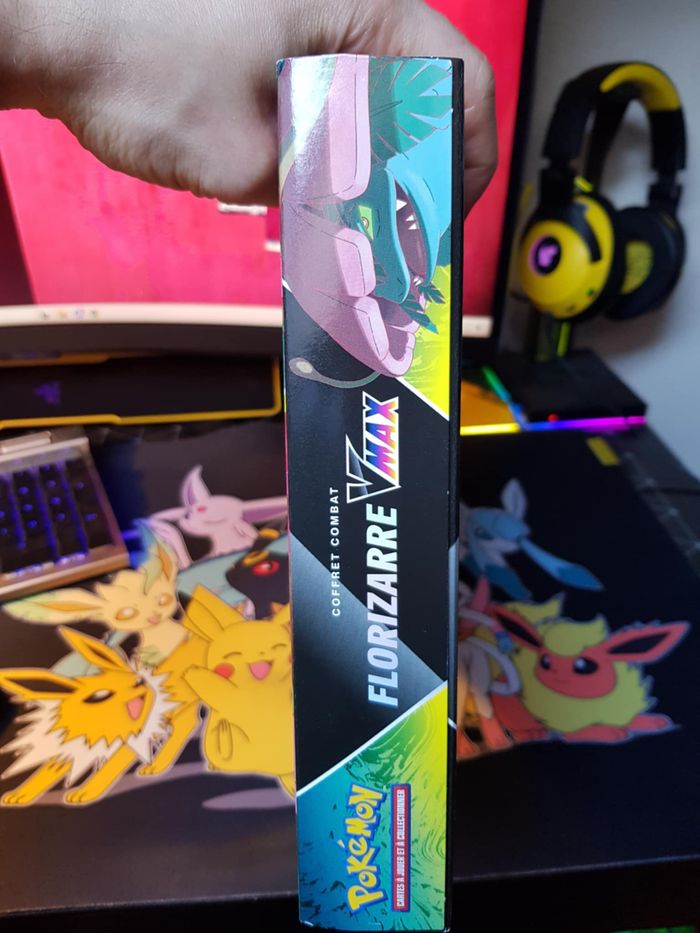 COFFRET COMBAT
FLORIZARRE VMAX
POKéMON
CARTES À JOUER ET À COLLECTIONNER